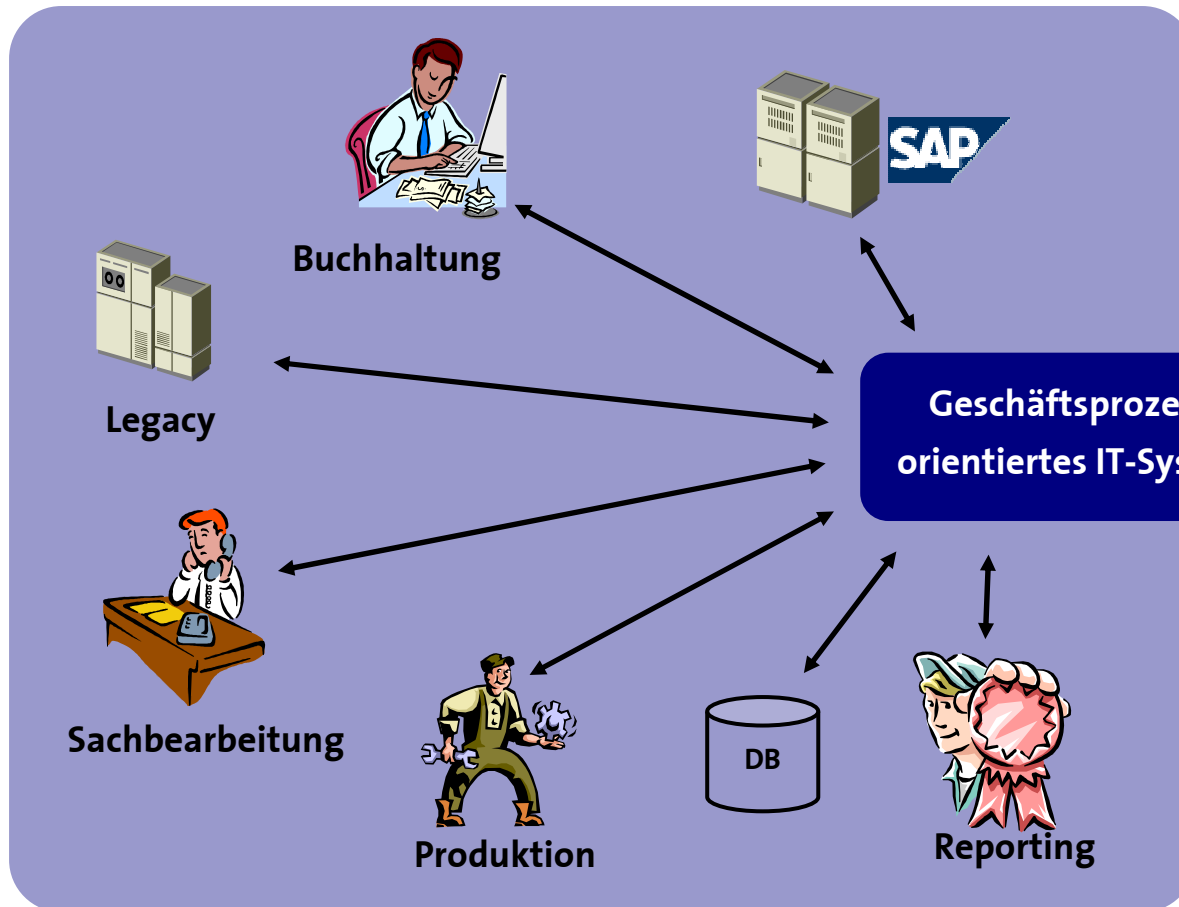 SAP
Buchhaltung
Legacy
Geschäftsproze
orientiertes IT-Sys
Sachbearbeitung
DB
Produktion
Reporting